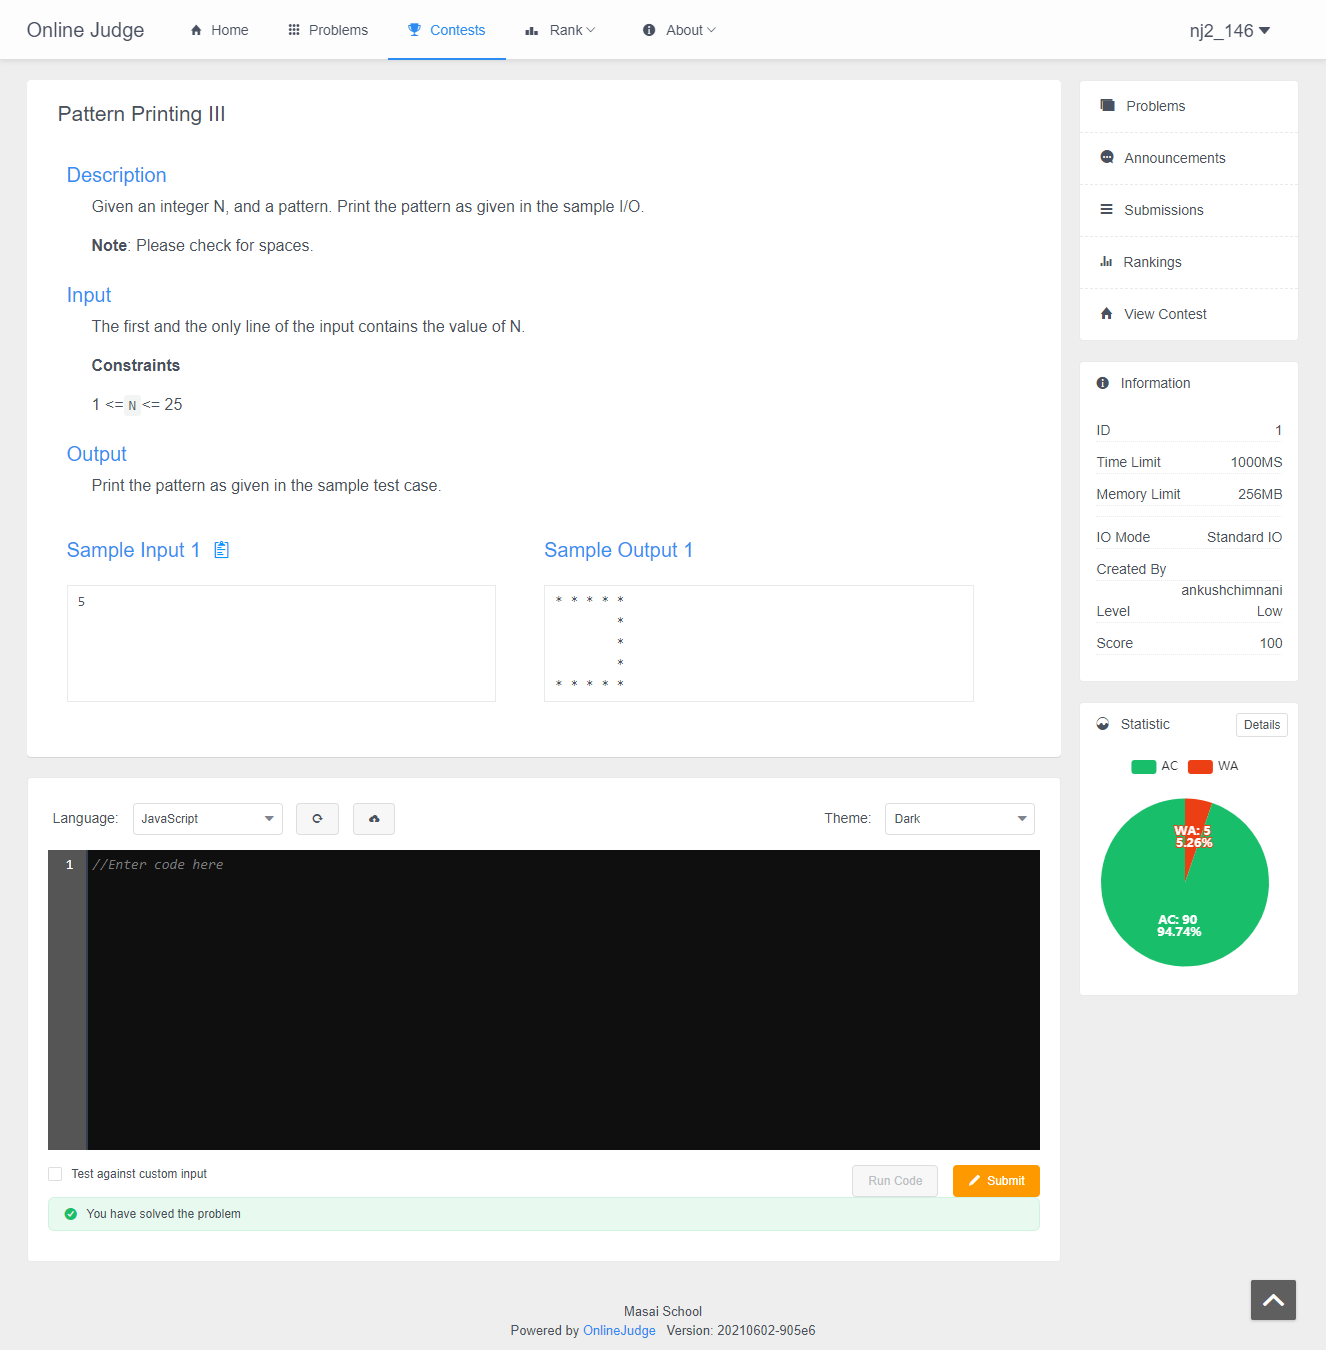 Online Judge Home Problems Contests Rank About nj2_146
Pattern Printing III
Description
Given an integer N, and a pattern. Print the pattern as given in the sample I/O.
Note: Please check for spaces.
Input
The first and the only line of the input contains the value of N.
Constraints
1 <= N <= 25
Output
Print the pattern as given in the sample test case.
Sample Input 1
5
Sample Output 1
* * * * *
        *
        *
        *
* * * * *
Language: JavaScript Theme: Dark
1 //Enter code here
Test against custom input
Run Code Submit
You have solved the problem
Problems
Announcements
Submissions
Rankings
View Contest
Information
ID 1
Time Limit 1000MS
Memory Limit 256MB
IO Mode Standard IO
Created By
ankushchimnani
Level Low
Score 100
Statistic Details
AC WA
WA: 5
5.26%
AC: 90
94.74%
Masai School
Powered by OnlineJudge Version: 20210602-905e6